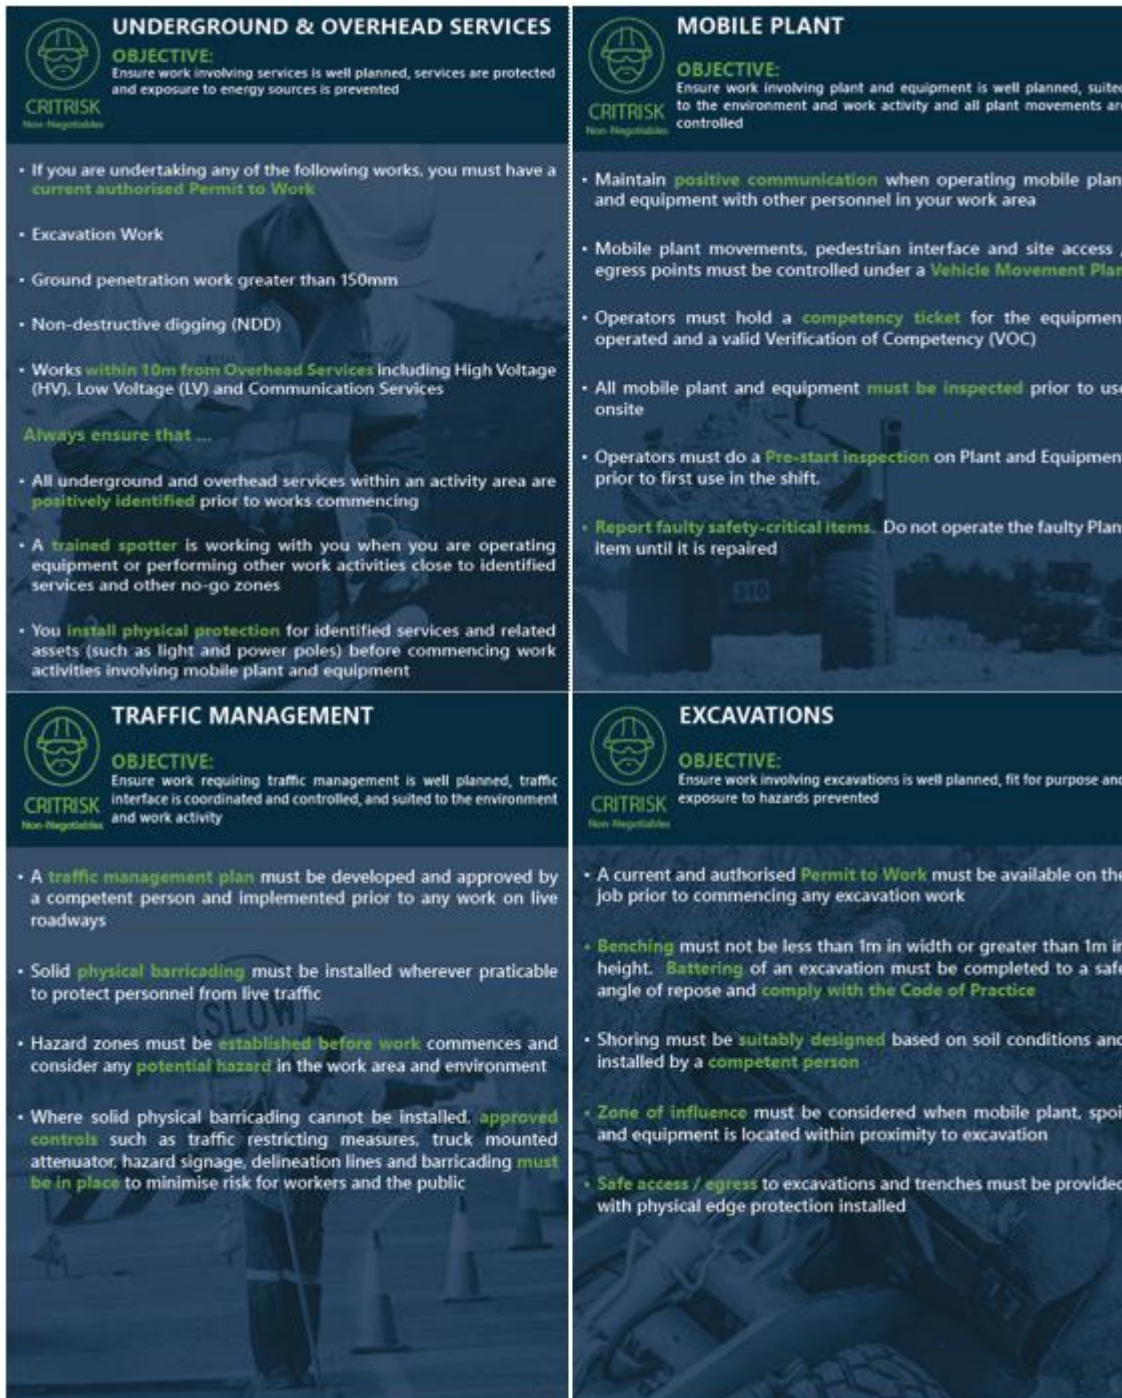 UNDERGROUND & OVERHEAD SERVICES
OBJECTIVE:
Ensure work involving services is well planned, services are protected
and exposure to energy sources is prevented
CRITRISK
Non-Negotiables
• If you are undertaking any of the following works, you must have a
current authorised Permit to Work
• Excavation Work
• Ground penetration work greater than 150mm
• Non-destructive digging (NDD)
• Works within 10m from Overhead Services including High Voltage
(HV), Low Voltage (LV) and Communication Services
Always ensure that ...
• All underground and overhead services within an activity area are
positively identified prior to works commencing
• A trained spotter is working with you when you are operating
equipment or performing other work activities close to identified
services and other no-go zones
• You install physical protection for identified services and related
assets (such as light and power poles) before commencing work
activities involving mobile plant and equipment
MOBILE PLANT
OBJECTIVE:
Ensure work involving plant and equipment is well planned, suited
to the environment and work activity and all plant movements are
controlled
CRITRISK
Non-Negotiables
• Maintain positive communication when operating mobile plant
and equipment with other personnel in your work area
• Mobile plant movements, pedestrian interface and site access /
egress points must be controlled under a Vehicle Movement Plan
• Operators must hold a competency ticket for the equipment
operated and a valid Verification of Competency (VOC)
• All mobile plant and equipment must be inspected prior to use
onsite
• Operators must do a Pre-start inspection on Plant and Equipment
prior to first use in the shift.
• Report faulty safety-critical items. Do not operate the faulty Plant
item until it is repaired
310
TRAFFIC MANAGEMENT
OBJECTIVE:
Ensure work requiring traffic management is well planned, traffic
interface is coordinated and controlled, and suited to the environment
and work activity
CRITRISK
Non-Negotiables
• A traffic management plan must be developed and approved by
a competent person and implemented prior to any work on live
roadways
• Solid physical barricading must be installed wherever praticable
to protect personnel from live traffic
SLOW
• Hazard zones must be established before work commences and
consider any potential hazard in the work area and environment
• Where solid physical barricading cannot be installed, approved
controls such as traffic restricting measures, truck mounted
attenuator, hazard signage, delineation lines and barricading must
be in place to minimise risk for workers and the public
EXCAVATIONS
OBJECTIVE:
Ensure work involving excavations is well planned, fit for purpose and
exposure to hazards prevented
CRITRISK
Non-Negotiables
• A current and authorised Permit to Work must be available on the
job prior to commencing any excavation work
• Benching must not be less than 1m in width or greater than 1m in
height. Battering of an excavation must be completed to a safe
angle of repose and comply with the Code of Practice
• Shoring must be suitably designed based on soil conditions and
installed by a competent person
• Zone of influence must be considered when mobile plant, spoil
and equipment is located within proximity to excavation
• Safe access / egress to excavations and trenches must be provided
with physical edge protection installed